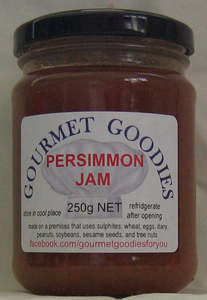 GOURMET GOODIES
PERSIMMON
JAM
250g NET
store in cool place
refridgerate
after opening
made on a premises that uses sulphites, wheat, eggs, dairy,
peanuts, soybeans, sesame seeds, and tree nuts
facebook.com/gourmetgoodiesforyou